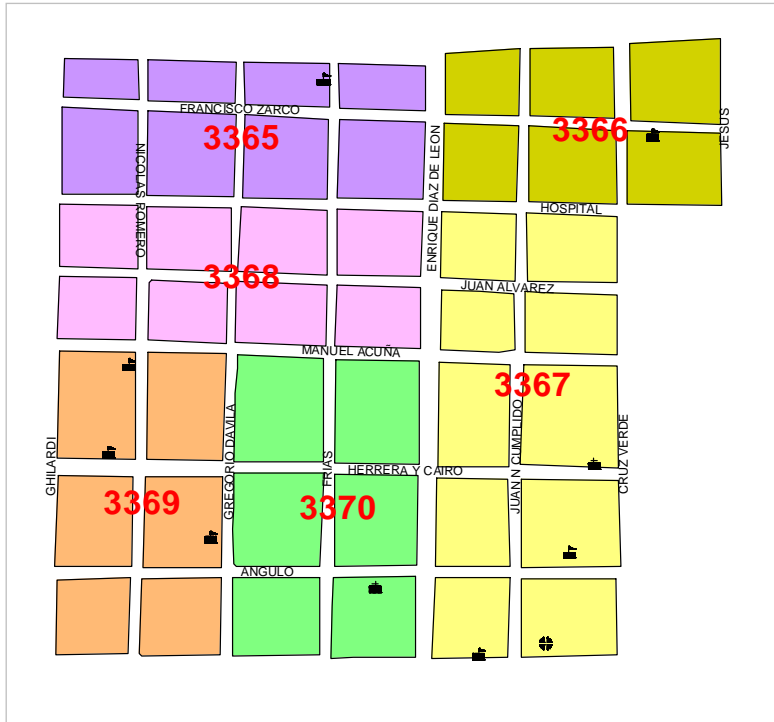 FRANCISCO ZARCO
3365
3366
JESUS
NICOLAS ROMERO
ENRIQUE DIAZ DE LEON
HOSPITAL
3368
JUAN ALVAREZ
MANUEL ACUÑA
3367
GHILARDI
GREGORIO DAVILA
FRIAS
HERRERA Y CAIRO
JUAN N CUMPLIDO
CRUZ VERDE
3369
3370
ANGULO